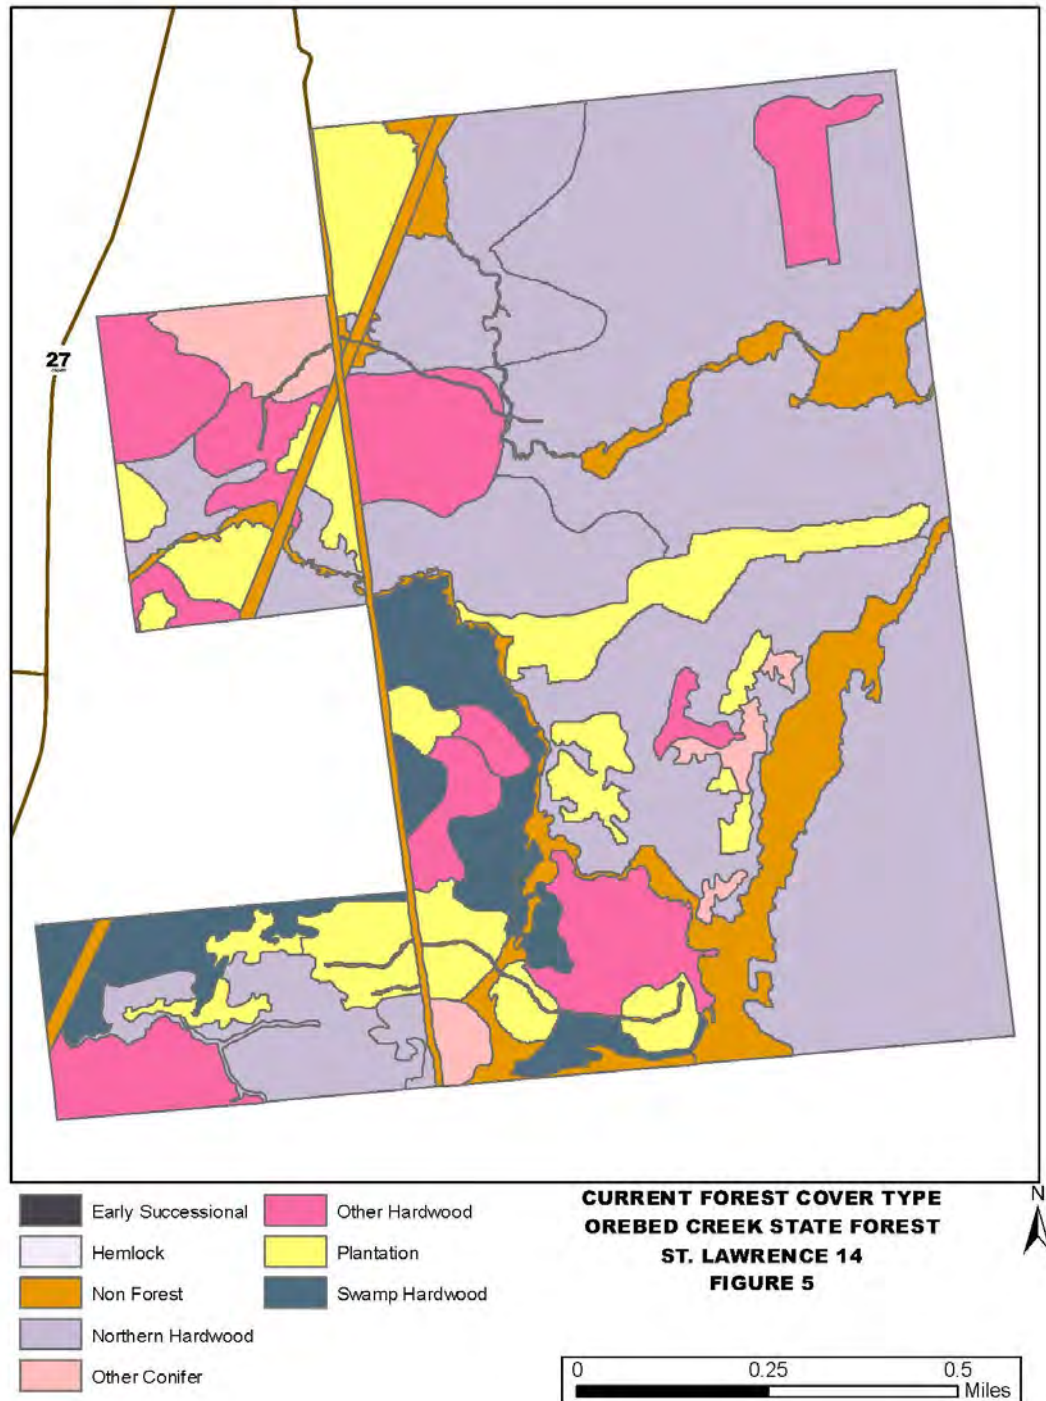 27
Early Successional
Hemlock
Non Forest
Northern Hardwood
Other Conifer
Other Hardwood
Plantation
Swamp Hardwood
CURRENT FOREST COVER TYPE
OREBED CREEK STATE FOREST
ST. LAWRENCE 14
FIGURE 5
N
0 0.25 0.5
Miles